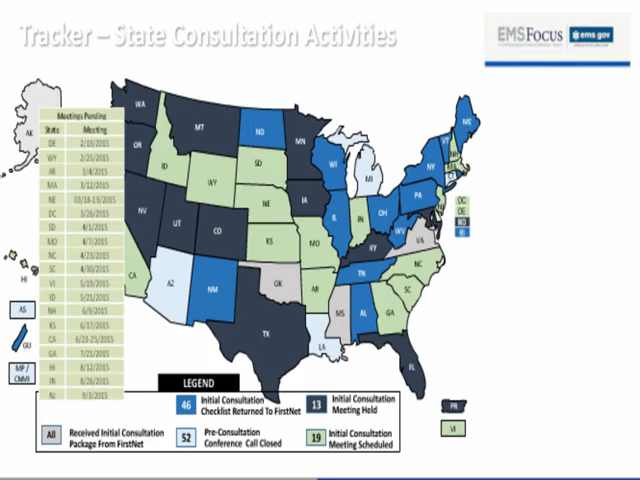 Tracker – State Consultation Activities
EMSFocus
ems.gov
Meetings Pending
State Meeting
DE 2/19/2015
WY 2/25/2015
AR 3/4/2015
MA 3/12/2015
NE 03/18-19/2015
DC 3/26/2015
SD 4/1/2015
MO 4/7/2015
NC 4/23/2015
SC 4/30/2015
VI 5/19/2015
ID 5/21/2015
NH 6/9/2015
KS 6/17/2015
CA 6/23-25/2015
GA 7/21/2015
HI 8/12/2015
IN 8/26/2015
NJ 9/3/2015
AK
WA
MT
ND
MN
WI
MI
NY
VT
NH
ME
OR
ID
WY
SD
IA
NE
IL
IN
OH
PA
NJ
NV
UT
CO
KS
MO
KY
WV
VA
DC
DE
MD
RI
CA
AZ
NM
OK
AR
TN
NC
SC
TX
LA
MS
AL
GA
FL
HI
AS
GU
MP /
CNMI
PR
VI
LEGEND
46 Initial Consultation
Checklist Returned To FirstNet
13 Initial Consultation
Meeting Held
All Received Initial Consultation
Package From FirstNet
52 Pre-Consultation
Conference Call Closed
19 Initial Consultation
Meeting Scheduled